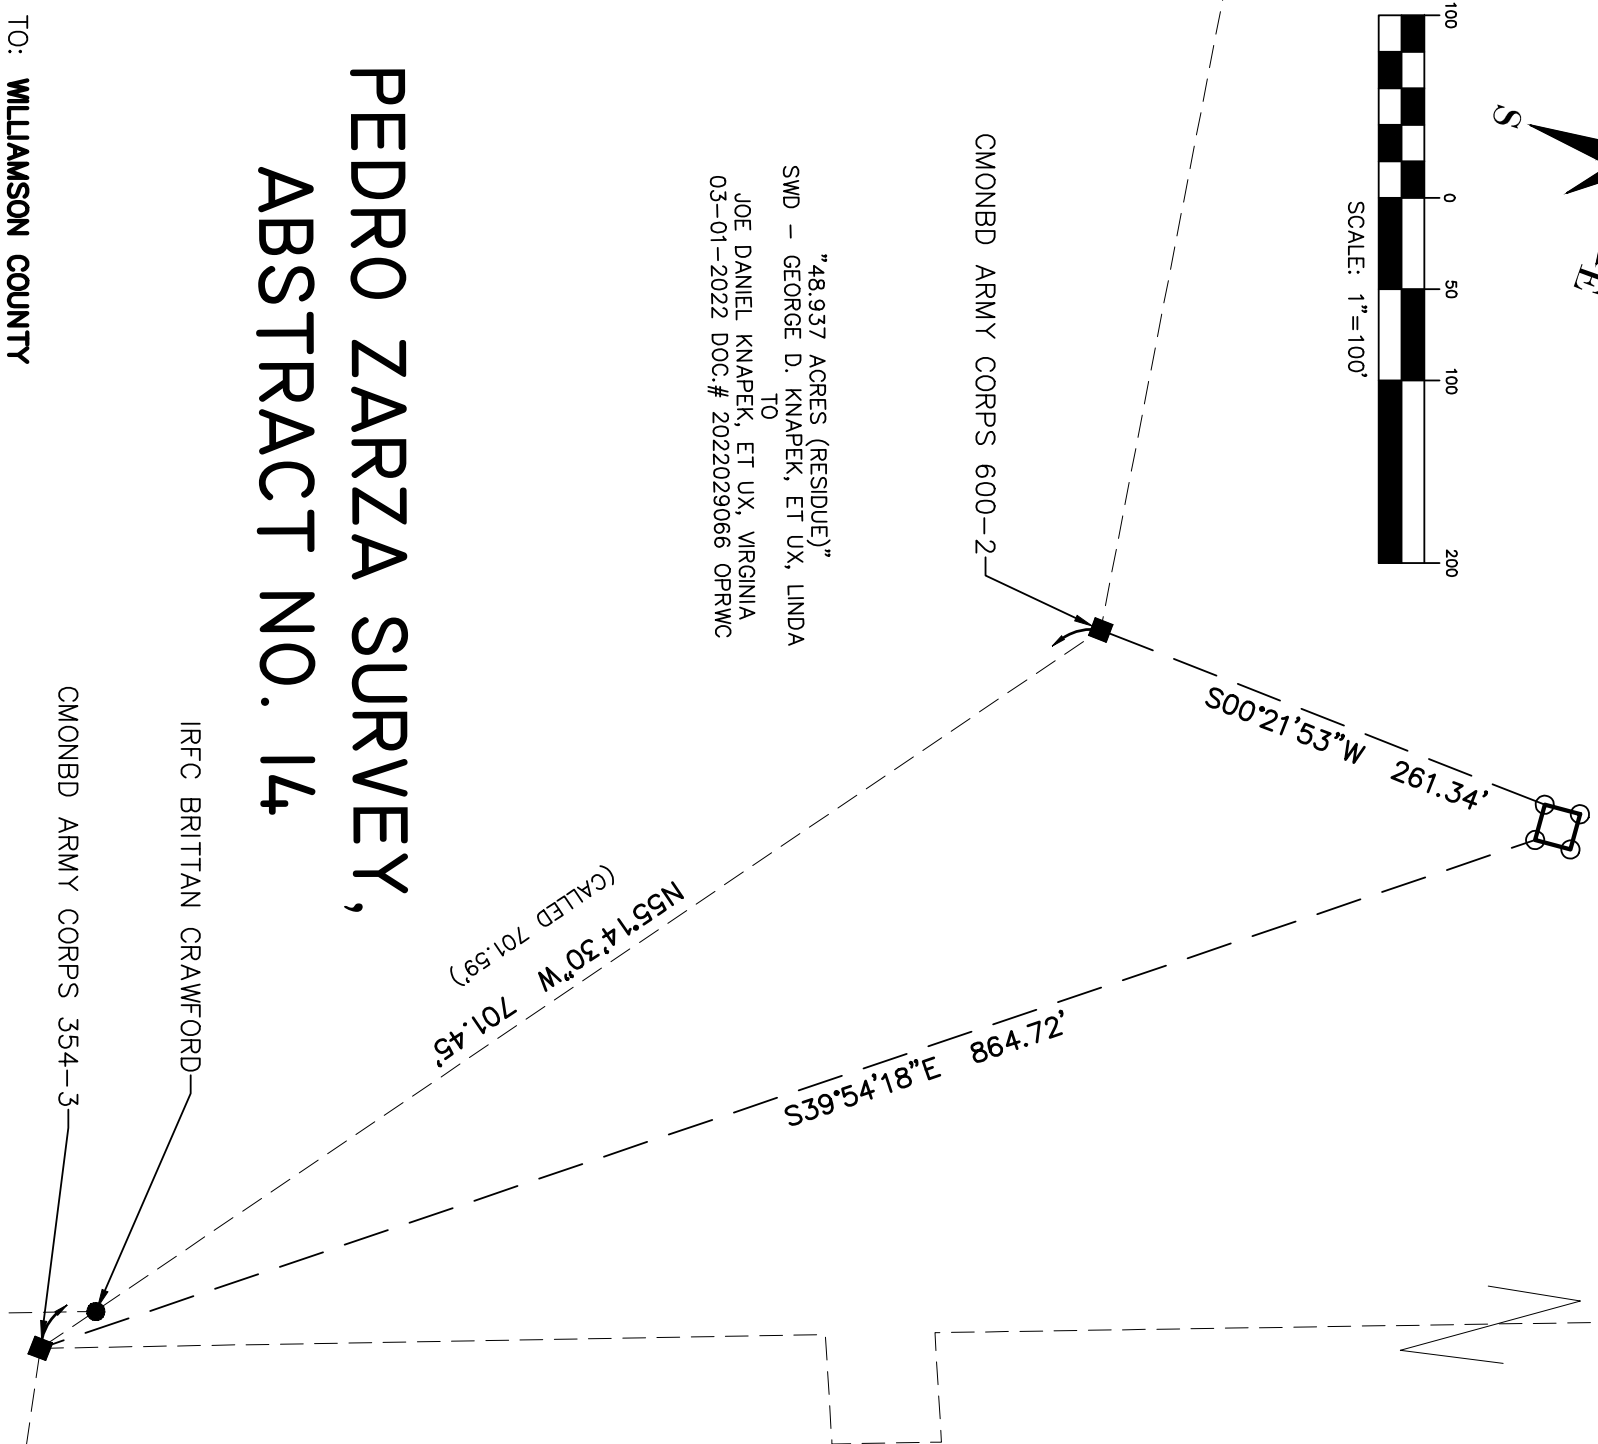 S
E
100
0
50
100
200
SCALE: 1"=100'
CMONBD ARMY CORPS 600-2
S00°21'53"W 261.34'
"48.937 ACRES (RESIDUE)"
SWD - GEORGE D. KNAPEK, ET UX, LINDA
TO
JOE DANIEL KNAPEK, ET UX, VIRGINIA
03-01-2022 DOC.# 2022029066 OPRWC
S39°54'18"E 864.72'
N55°14'30"W 701.45'
(CALLED 701.59')
PEDRO ZARZA SURVEY,
ABSTRACT NO. 14
IRFC BRITTAN CRAWFORD
CMONBD ARMY CORPS 354-3
TO: WILLIAMSON COUNTY